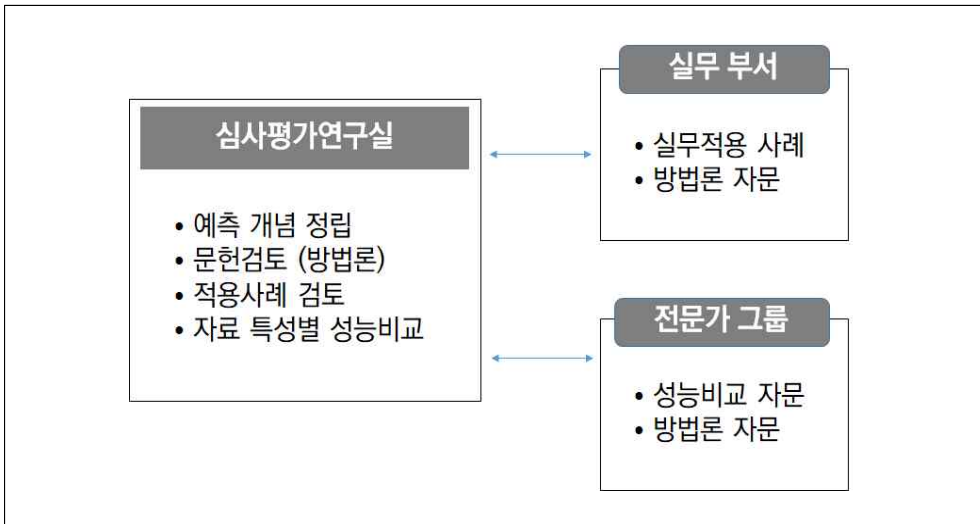 심사평가연구실
• 예측 개념 정립
• 문헌검토 (방법론)
• 적용사례 검토
• 자료 특성별 성능비교
실무 부서
• 실무적용 사례
• 방법론 자문
전문가 그룹
• 성능비교 자문
• 방법론 자문